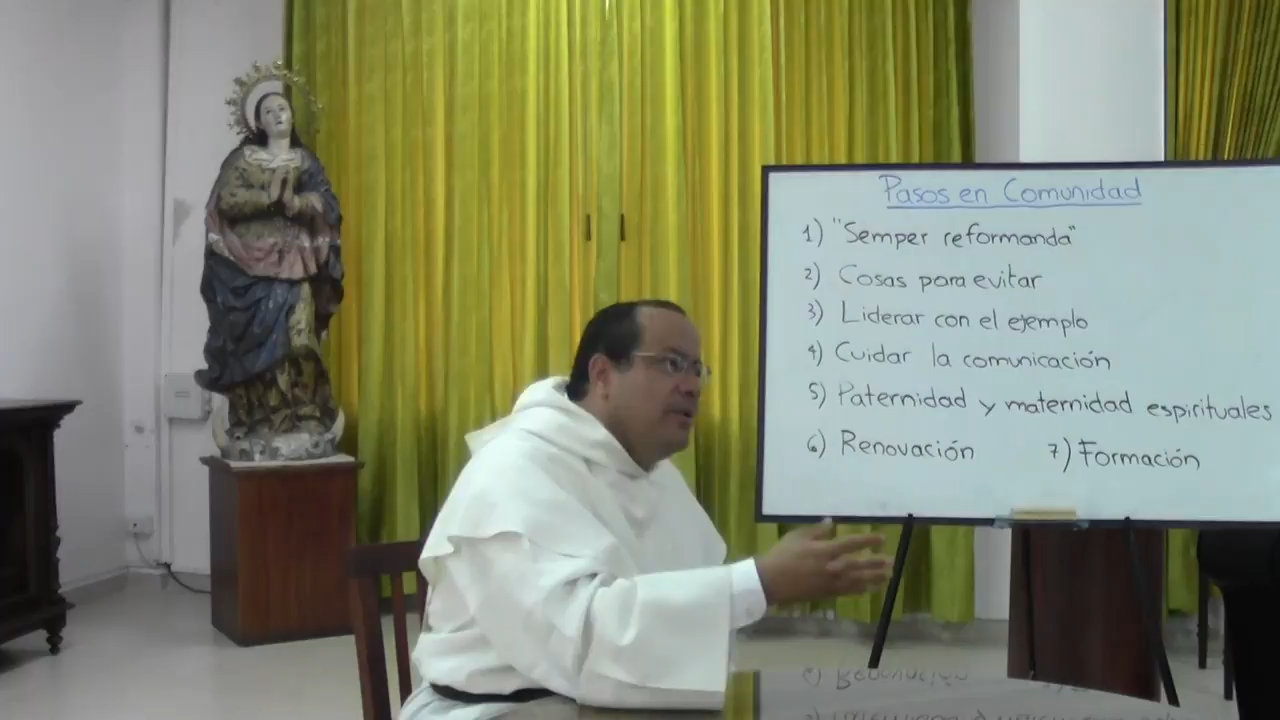 Pasos en Comunidad
1) "Semper reformanda"
2) Cosas para evitar
3) Liderar con el ejemplo
4) Cuidar la comunicación
5) Paternidad y maternidad espirituales
6) Renovación 7) Formación